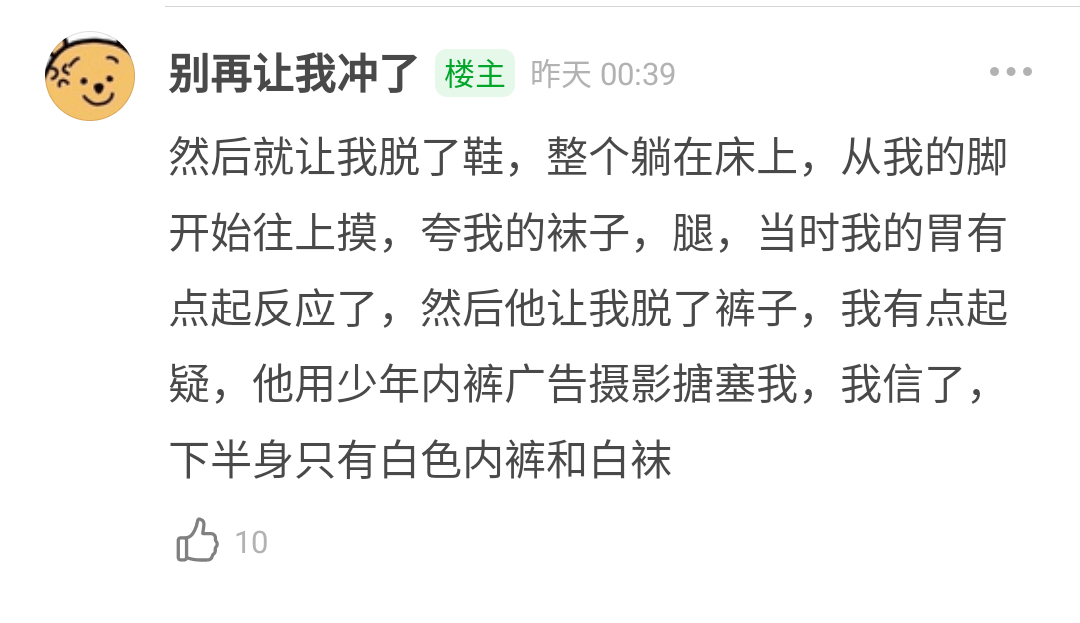 别再让我冲了 楼主 昨天 00:39
然后就让我脱了鞋，整个躺在床上，从我的脚
开始往上摸，夸我的袜子，腿，当时我的胃有
点起反应了，然后他让我脱了裤子，我有点起
疑，他用少年内裤广告摄影搪塞我，我信了，
下半身只有白色内裤和白袜
10